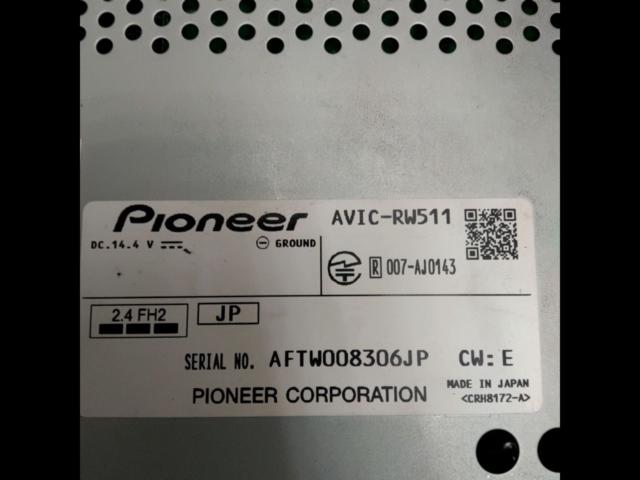 Pioneer AVIC-RW511
DC.14.4 V ⎓ ⊖ GROUND
R 007-AJ0143
2.4 FH2 JP
SERIAL NO. AFTW008306JP CW:E
PIONEER CORPORATION MADE IN JAPAN
<CRH8172-A>